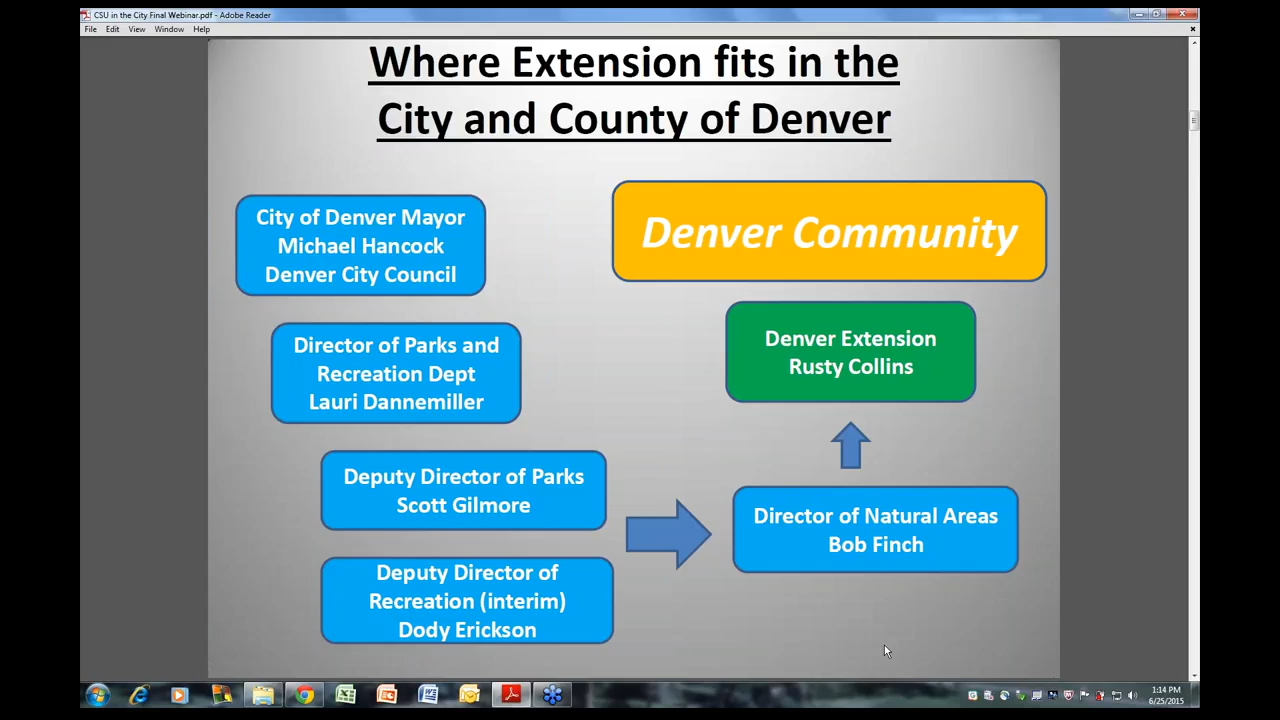 CSU in the City Final Webinar.pdf - Adobe Reader
File Edit View Window Help
Where Extension fits in the
City and County of Denver
City of Denver Mayor
Michael Hancock
Denver City Council
Denver Community
Director of Parks and
Recreation Dept
Lauri Dannemiller
Denver Extension
Rusty Collins
Deputy Director of Parks
Scott Gilmore
Director of Natural Areas
Bob Finch
Deputy Director of
Recreation (interim)
Dody Erickson
1:14 PM
6/25/2015